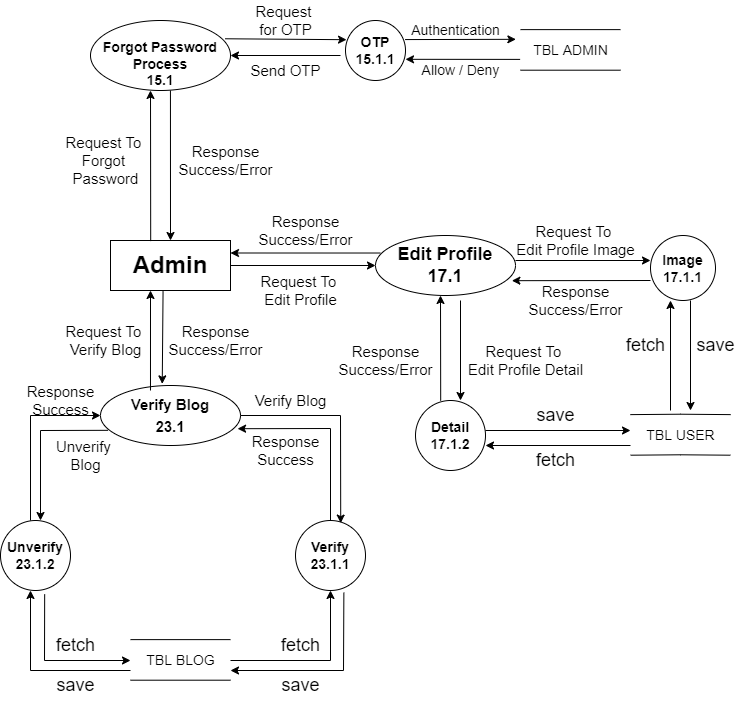 Request
for OTP
Forgot Password
Process
15.1
OTP
15.1.1
Authentication
TBL ADMIN
Send OTP
Allow / Deny
Request To
Forgot
Password
Response
Success/Error
Admin
Response
Success/Error
Request To
Edit Profile
Edit Profile
17.1
Request To
Edit Profile Image
Response
Success/Error
Image
17.1.1
Request To
Verify Blog
Response
Success/Error
Response
Success/Error
Request To
Edit Profile Detail
fetch
save
Response
Success
Verify Blog
23.1
Verify Blog
Response
Success
Unverify
Blog
Detail
17.1.2
save
fetch
TBL USER
Unverify
23.1.2
Verify
23.1.1
fetch
save
TBL BLOG
fetch
save